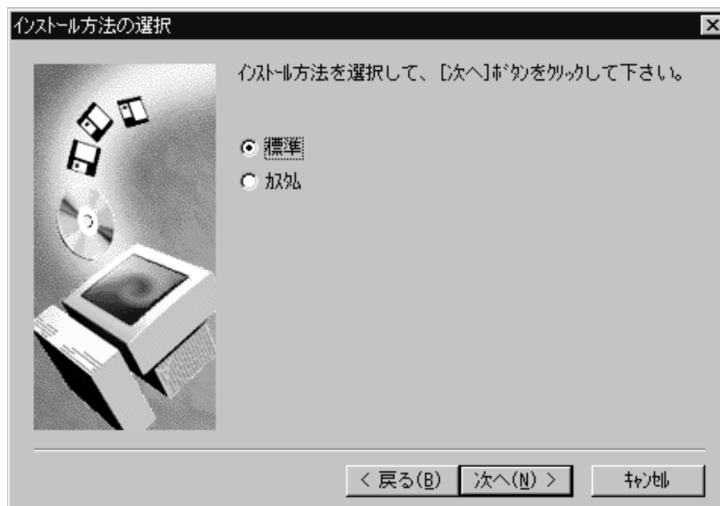 インストール方法の選択
ｲﾝｽﾄｰﾙ方法を選択して、［次へ］ﾎﾞﾀﾝをｸﾘｯｸして下さい。
標準
ｶｽﾀﾑ
< 戻る(B)
次へ(N) >
ｷｬﾝｾﾙ